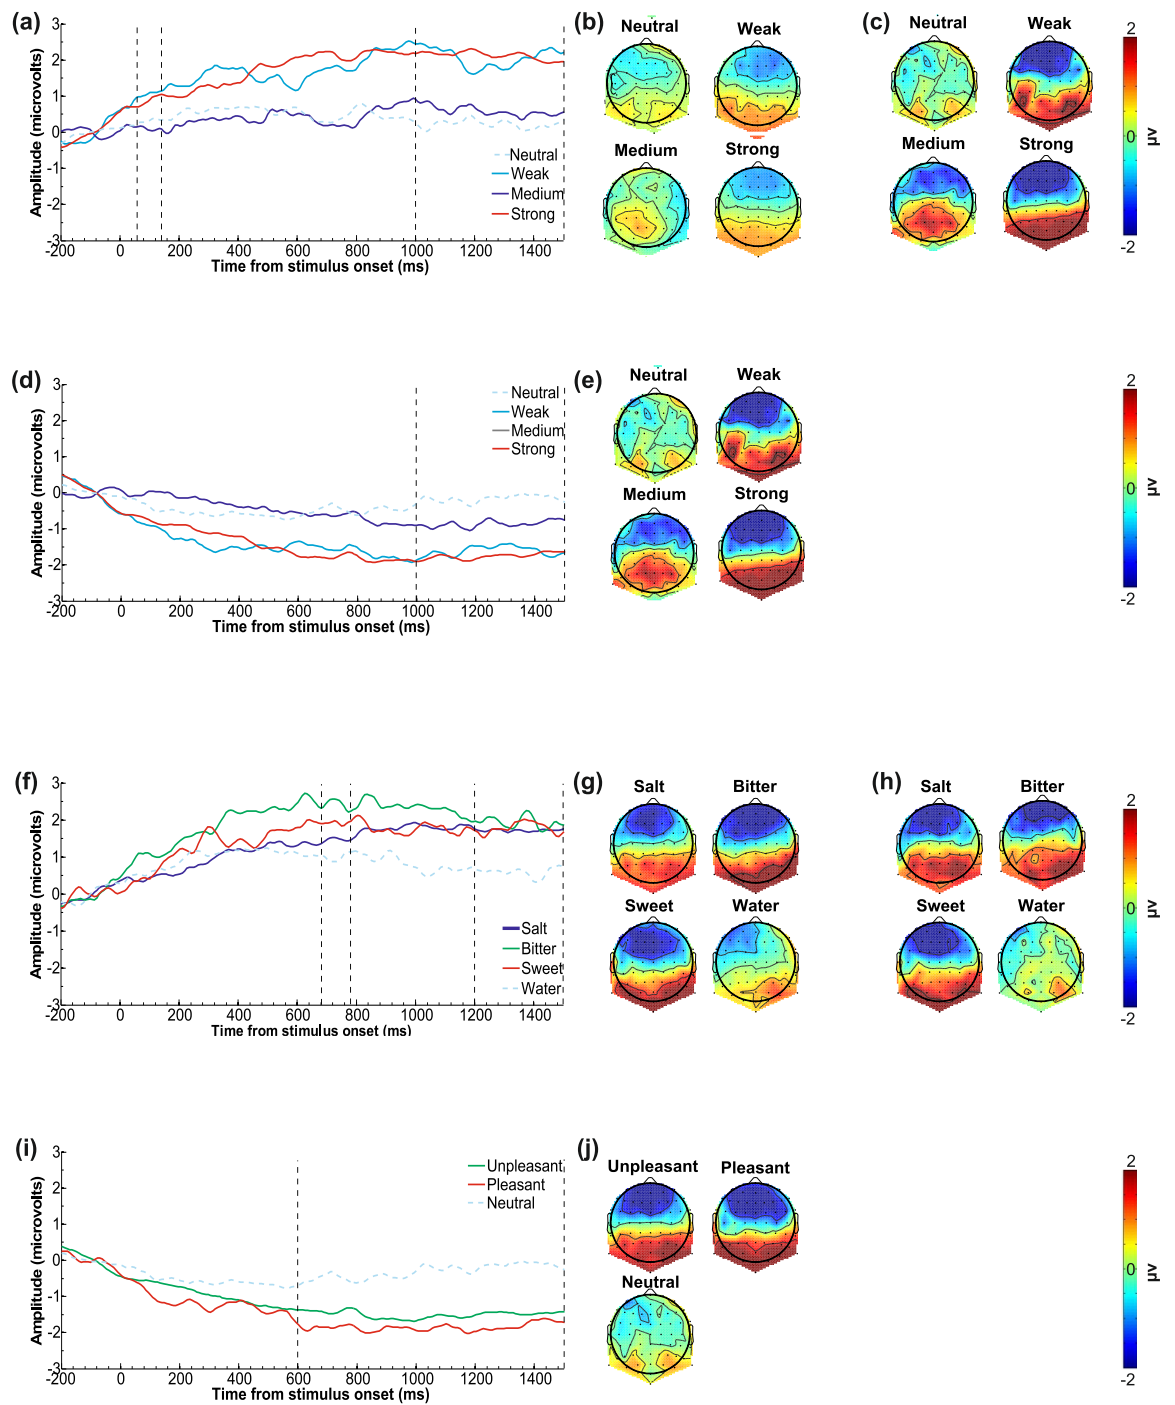 (a)
3
2
1
0
-1
-2
-3
Amplitude (microvolts)
Neutral
Weak
Medium
Strong
-200 0 200 400 600 800 1000 1200 1400
Time from stimulus onset (ms)
(b)
Neutral Weak
Medium Strong
(c)
Neutral Weak
Medium Strong
2
0
-2
μv
(d)
3
2
1
0
-1
-2
-3
Amplitude (microvolts)
Neutral
Weak
Medium
Strong
-200 0 200 400 600 800 1000 1200 1400
Time from stimulus onset (ms)
(e)
Neutral Weak
Medium Strong
2
0
-2
μv
(f)
3
2
1
0
-1
-2
-3
Amplitude (microvolts)
Salt
Bitter
Sweet
Water
-200 0 200 400 600 800 1000 1200 1400
Time from stimulus onset (ms)
(g)
Salt Bitter
Sweet Water
(h)
Salt Bitter
Sweet Water
2
0
-2
μv
(i)
3
2
1
0
-1
-2
-3
Amplitude (microvolts)
Unpleasant
Pleasant
Neutral
-200 0 200 400 600 800 1000 1200 1400
Time from stimulus onset (ms)
(j)
Unpleasant Pleasant
Neutral
2
0
-2
μv